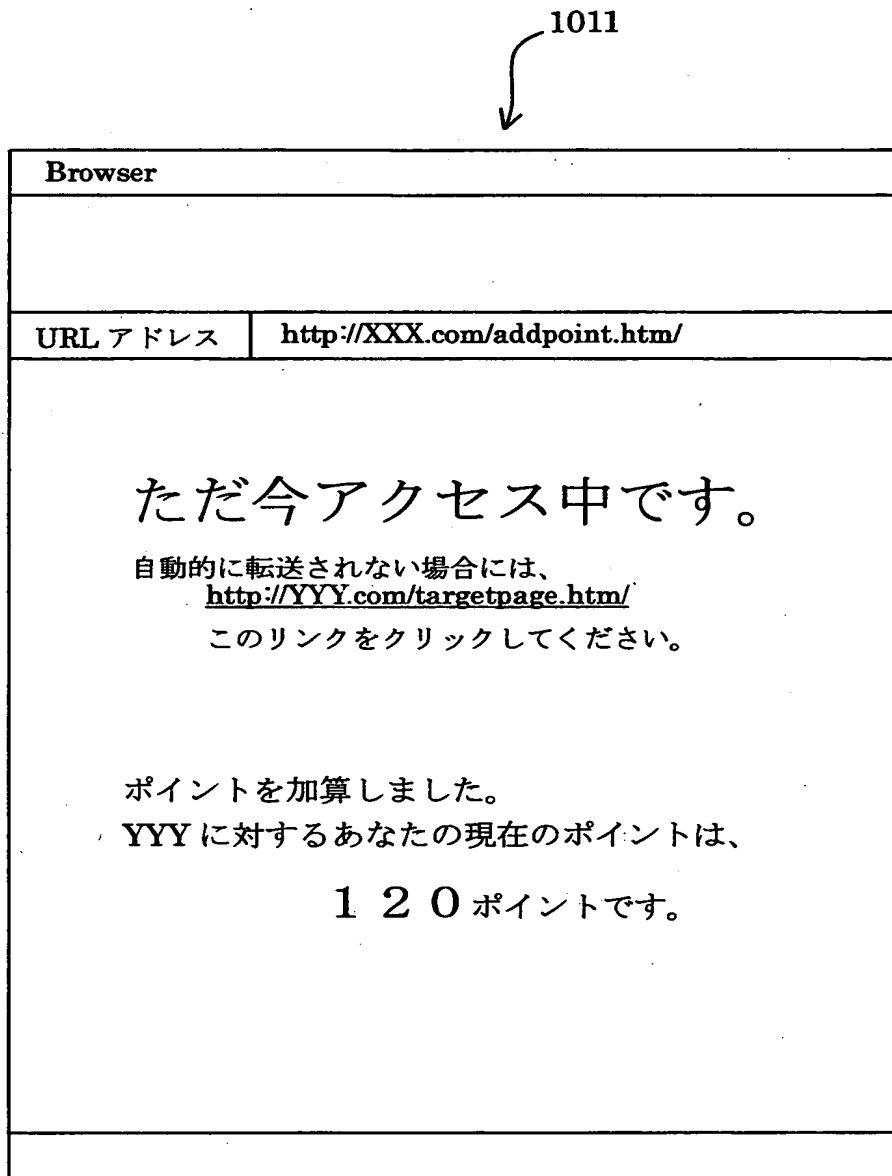 1011
Browser
URL アドレス http://XXX.com/addpoint.htm/
ただ今アクセス中です。
自動的に転送されない場合には、
http://YYY.com/targetpage.htm/
このリンクをクリックしてください。
ポイントを加算しました。
YYY に対するあなたの現在のポイントは、
１２０ポイントです。